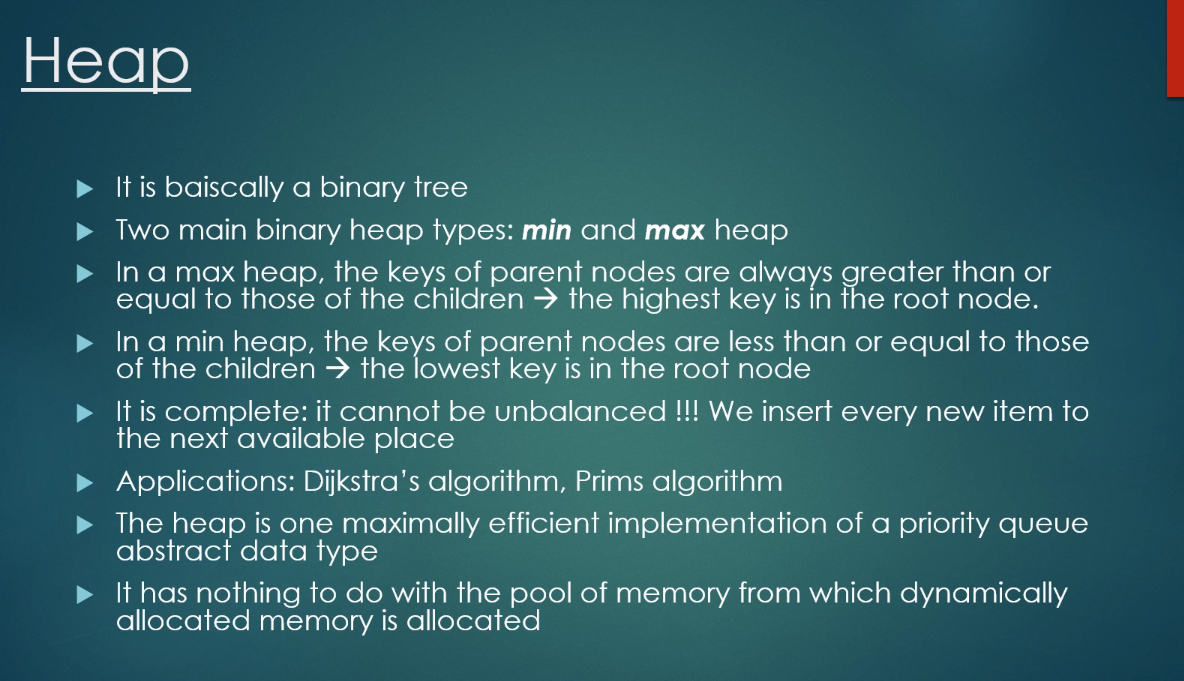 Heap
It is baiscally a binary tree
Two main binary heap types: min and max heap
In a max heap, the keys of parent nodes are always greater than or
equal to those of the children → the highest key is in the root node.
In a min heap, the keys of parent nodes are less than or equal to those
of the children → the lowest key is in the root node
It is complete: it cannot be unbalanced !!! We insert every new item to
the next available place
Applications: Dijkstra’s algorithm, Prims algorithm
The heap is one maximally efficient implementation of a priority queue
abstract data type
It has nothing to do with the pool of memory from which dynamically
allocated memory is allocated